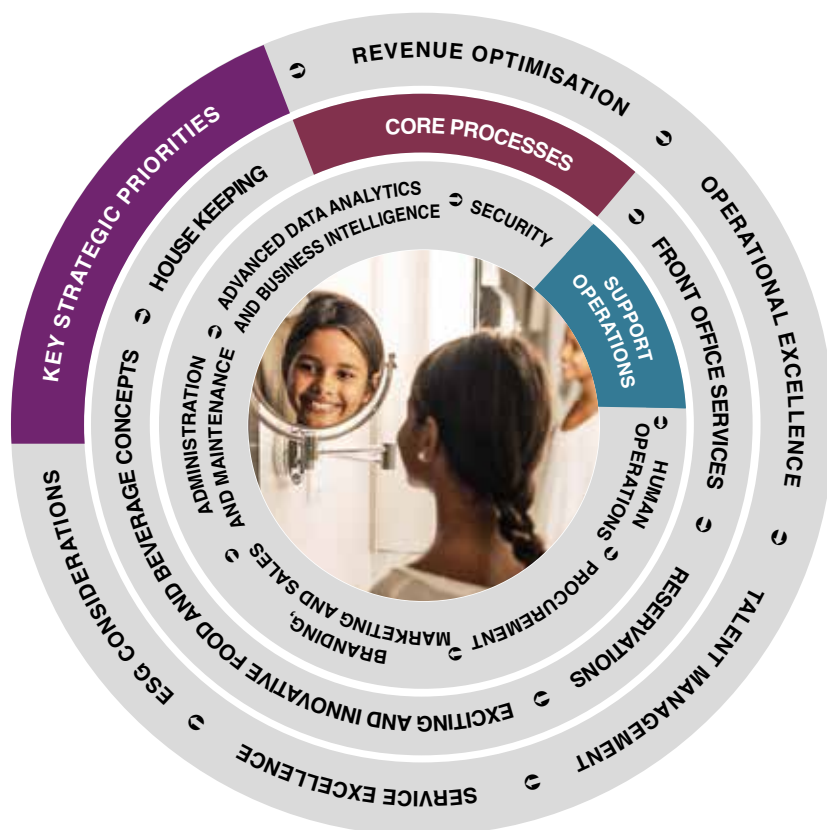 KEY STRATEGIC PRIORITIES
REVENUE OPTIMISATION
OPERATIONAL EXCELLENCE
TALENT MANAGEMENT
SERVICE EXCELLENCE
ESG CONSIDERATIONS
CORE PROCESSES
FRONT OFFICE SERVICES
RESERVATIONS
EXCITING AND INNOVATIVE FOOD AND BEVERAGE CONCEPTS
HOUSE KEEPING
SUPPORT
OPERATIONS
HUMAN
OPERATIONS
PROCUREMENT
BRANDING,
MARKETING AND SALES
ADMINISTRATION
AND MAINTENANCE
ADVANCED DATA ANALYTICS
AND BUSINESS INTELLIGENCE
SECURITY